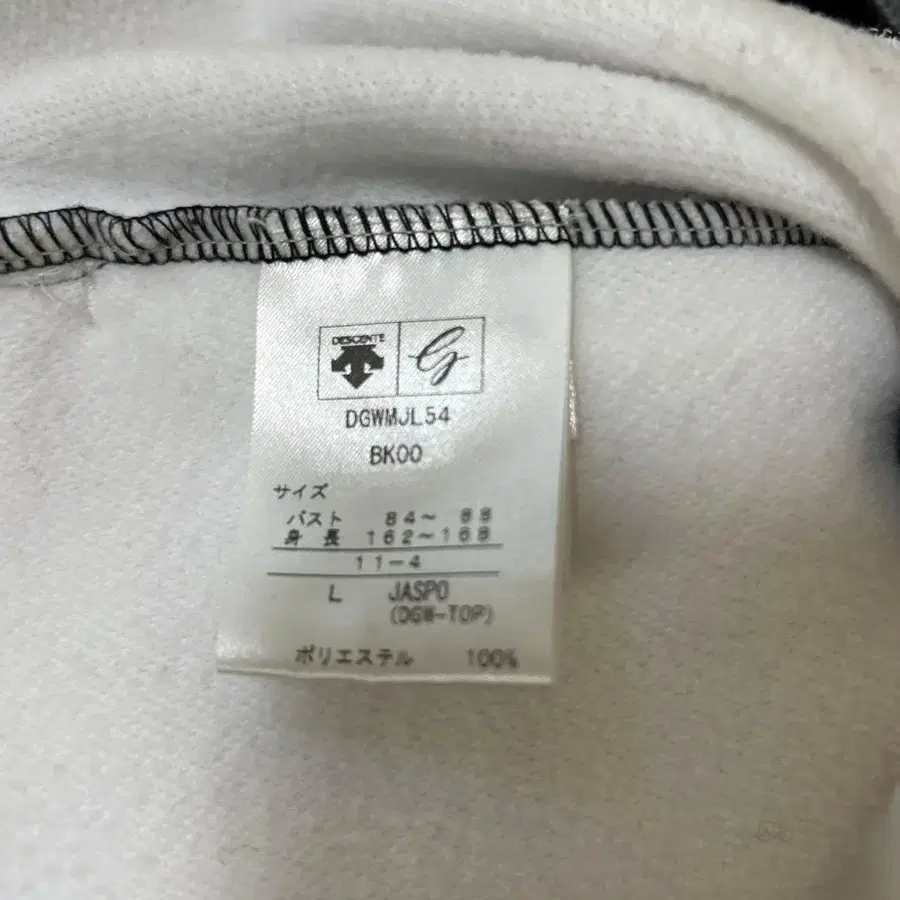 DESCENTE
DGWMJL54
BK00
サイズ
バスト 84〜 88
身長 162〜168
11-4
L JASPO
(DGW-TOP)
ポリエステル 100%